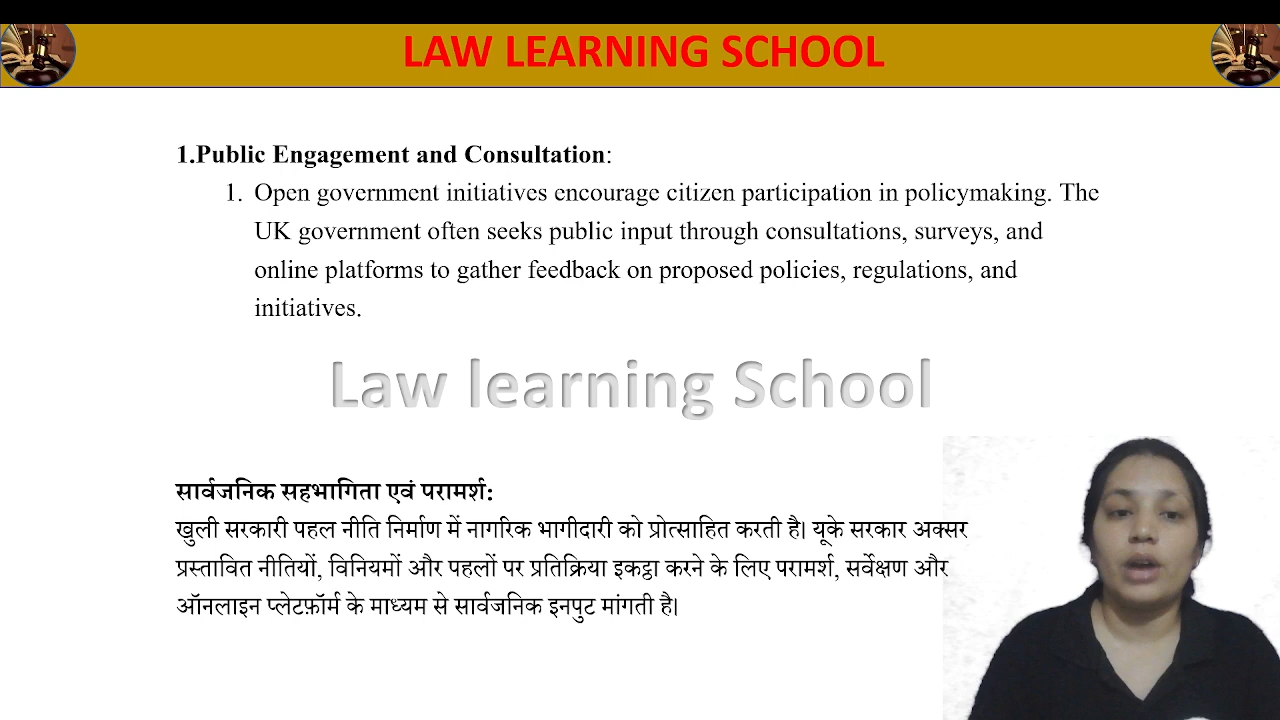 LAW LEARNING SCHOOL
1.Public Engagement and Consultation:
1. Open government initiatives encourage citizen participation in policymaking. The
UK government often seeks public input through consultations, surveys, and
online platforms to gather feedback on proposed policies, regulations, and
initiatives.
Law learning School
सार्वजनिक सहभागिता एवं परामर्श:
खुली सरकारी पहल नीति निर्माण में नागरिक भागीदारी को प्रोत्साहित करती है। यूके सरकार अक्सर
प्रस्तावित नीतियों, विनियमों और पहलों पर प्रतिक्रिया इकट्ठा करने के लिए परामर्श, सर्वेक्षण और
ऑनलाइन प्लेटफ़ॉर्म के माध्यम से सार्वजनिक इनपुट मांगती है।